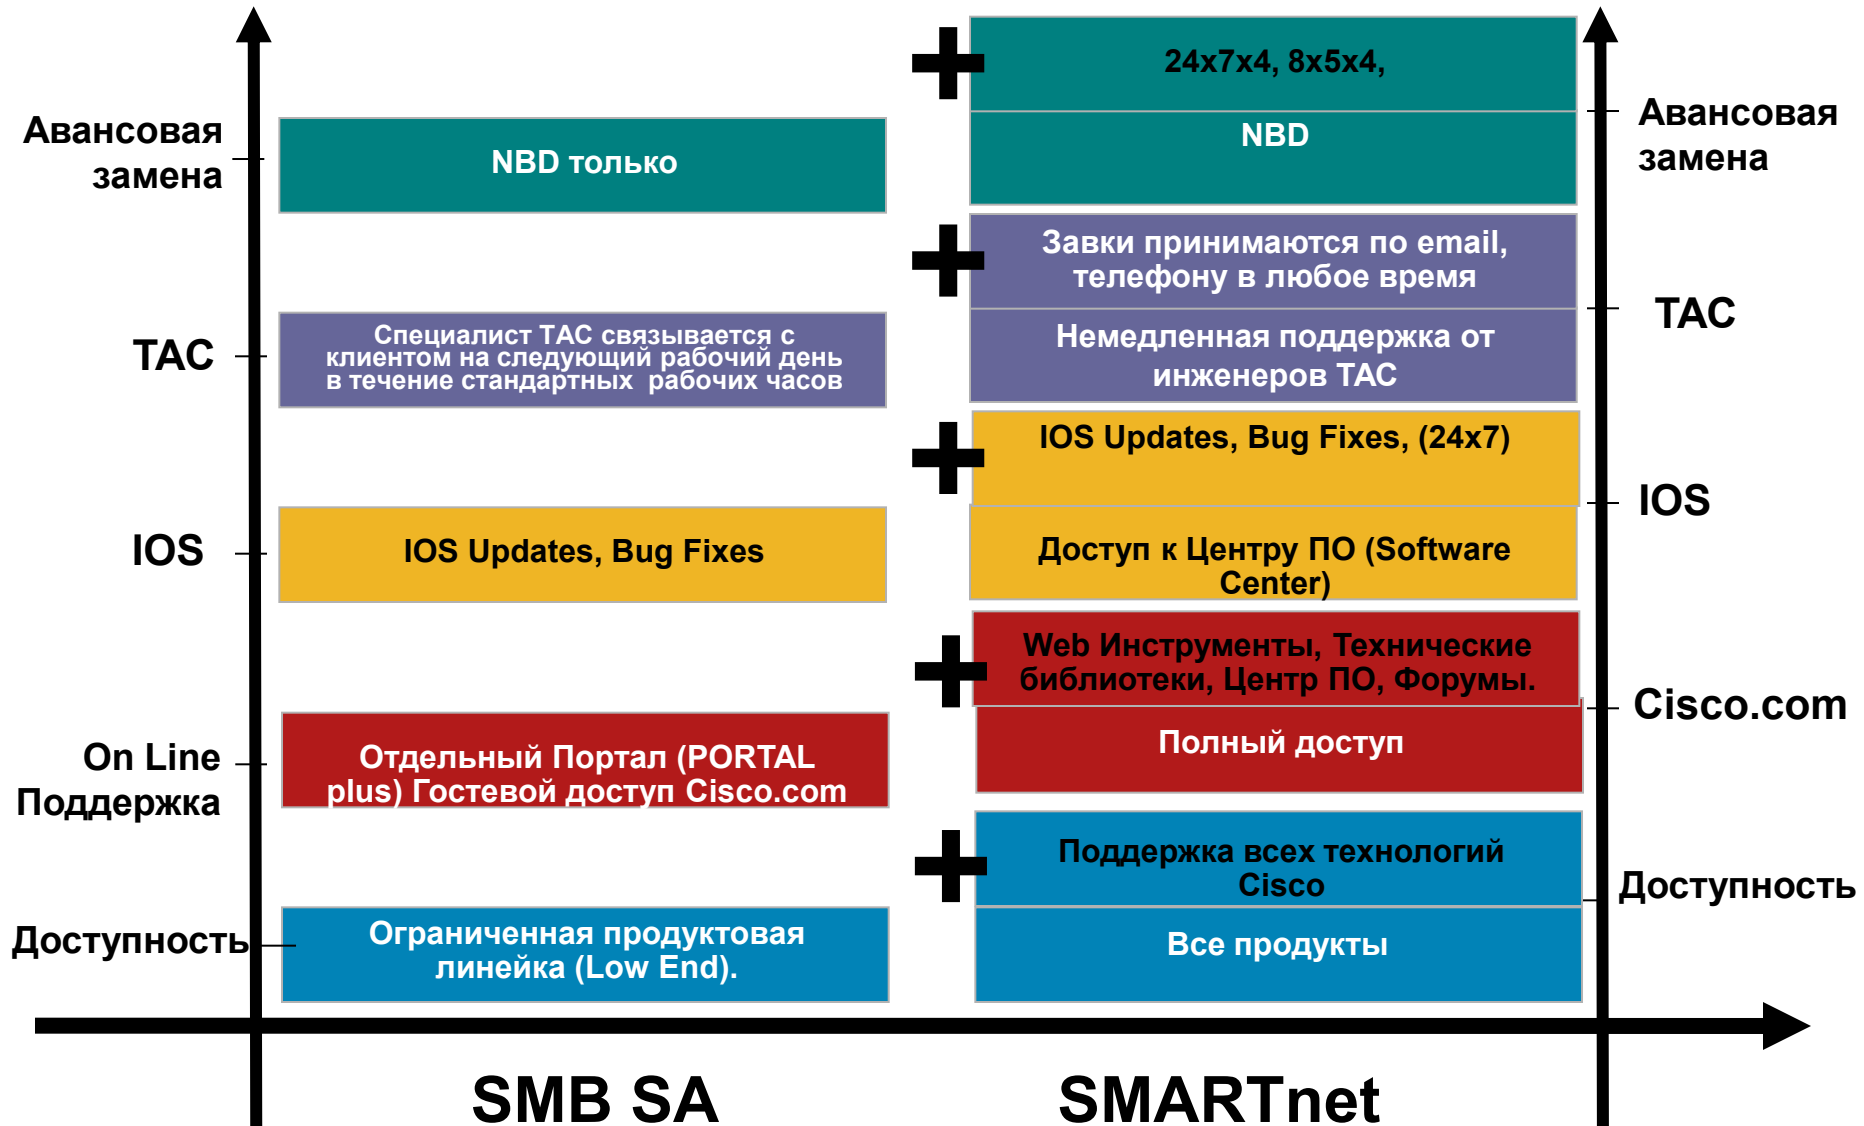 Авансовая
замена
NBD только
24x7x4, 8x5x4,
NBD
Авансовая
замена
TAC
Специалист TAC связывается с
клиентом на следующий рабочий день
в течение стандартных рабочих часов
Завки принимаются по email,
телефону в любое время
Немедленная поддержка от
инженеров TAC
TAC
IOS
IOS Updates, Bug Fixes
IOS Updates, Bug Fixes, (24x7)
Доступ к Центру ПО (Software
Center)
IOS
On Line
Поддержка
Отдельный Портал (PORTAL
plus) Гостевой доступ Cisco.com
Web Инструменты, Технические
библиотеки, Центр ПО, Форумы.
Полный доступ
Cisco.com
Доступность
Ограниченная продуктовая
линейка (Low End).
Поддержка всех технологий
Cisco
Все продукты
Доступность
SMB SA
SMARTnet